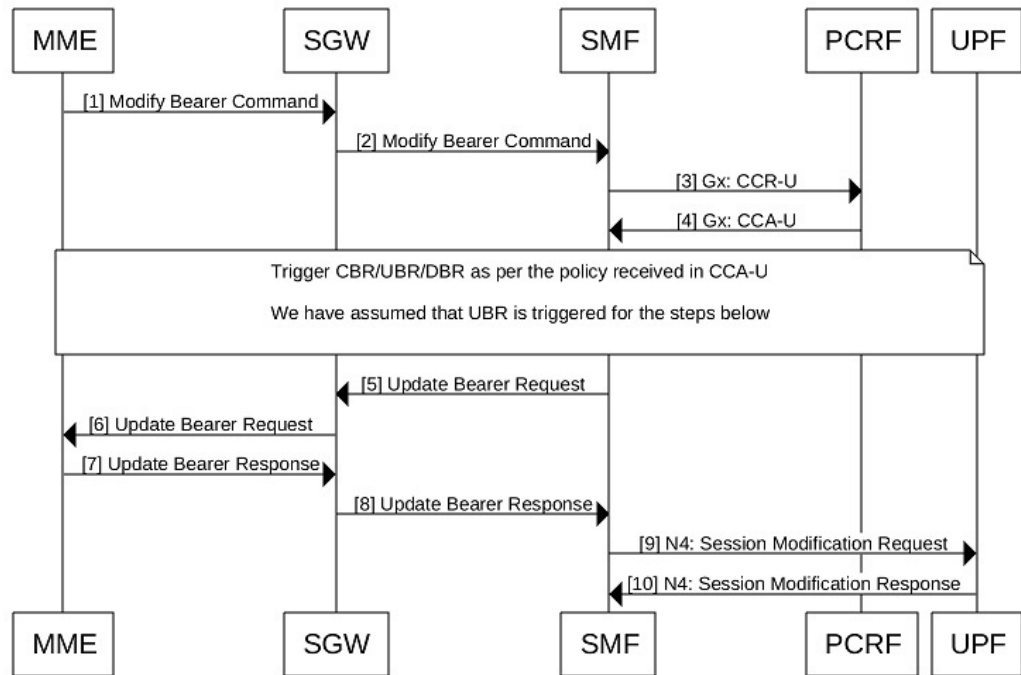 MME SGW SMF PCRF UPF
[1] Modify Bearer Command
[2] Modify Bearer Command
[3] Gx: CCR-U
[4] Gx: CCA-U
Trigger CBR/UBR/DBR as per the policy received in CCA-U
We have assumed that UBR is triggered for the steps below
[5] Update Bearer Request
[6] Update Bearer Request
[7] Update Bearer Response
[8] Update Bearer Response
[9] N4: Session Modification Request
[10] N4: Session Modification Response
MME SGW SMF PCRF UPF